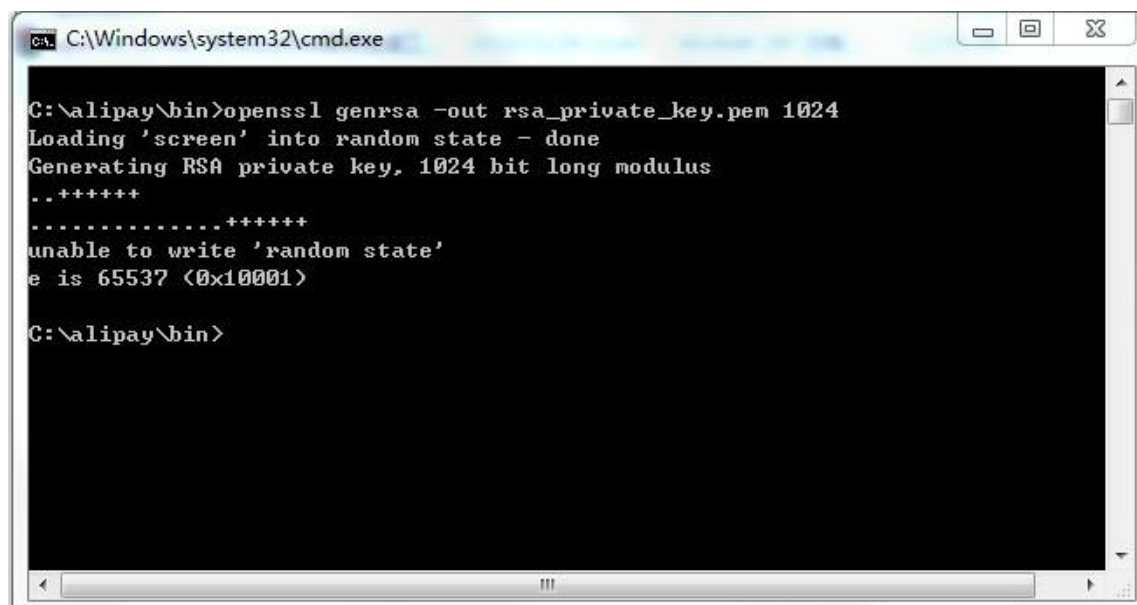 C:\Windows\system32\cmd.exe
C:\alipay\bin>openssl genrsa -out rsa_private_key.pem 1024
Loading 'screen' into random state - done
Generating RSA private key, 1024 bit long modulus
..++++++
..............++++++
unable to write 'random state'
e is 65537 (0x10001)
C:\alipay\bin>